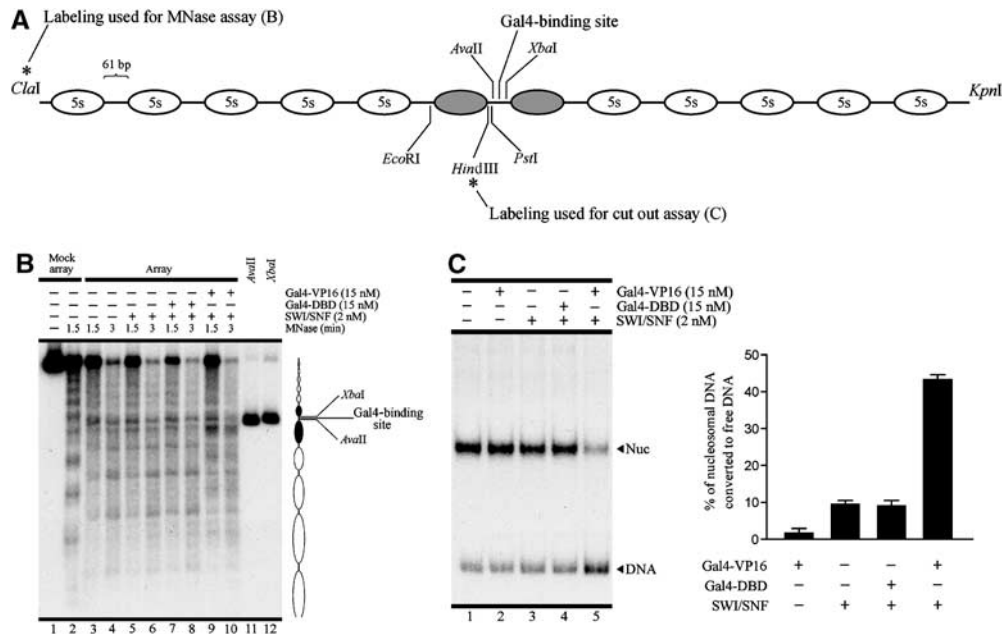 A
Labeling used for MNase assay (B)
Gal4-binding site
AvaII
XbaI
*
61 bp
ClaI
5s 5s 5s 5s 5s 5s 5s 5s 5s 5s
KpnI
EcoRI
HindIII
PstI
*
Labeling used for cut out assay (C)
B
Mock array
Array
AvaII
XbaI
– – – – – – – – + + Gal4-VP16 (15 nM)
– – – – – – + + – – Gal4-DBD (15 nM)
– – – – + + + + + + SWI/SNF (2 nM)
– 1.5 1.5 3 1.5 3 1.5 3 1.5 3 MNase (min)
XbaI
Gal4-binding site
AvaII
1 2 3 4 5 6 7 8 9 10 11 12
C
– + – – + Gal4-VP16 (15 nM)
– – – + – Gal4-DBD (15 nM)
– – + + + SWI/SNF (2 nM)
Nuc
DNA
1 2 3 4 5
% of nucleosomal DNA converted to free DNA
50
40
30
20
10
0
Gal4-VP16 + – – +
Gal4-DBD – – + –
SWI/SNF – + + +